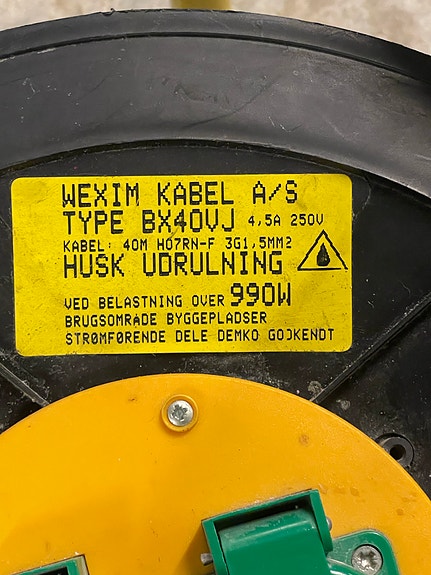 WEXIM KABEL A/S
TYPE BX40VJ 4,5A 250V
KABEL: 40M H07RN-F 3G1,5MM2
HUSK UDRULNING
VED BELASTNING OVER 990W
BRUGSOMRÅDE BYGGEPLADSER
STRØMFØRENDE DELE DEMKO GODKENDT